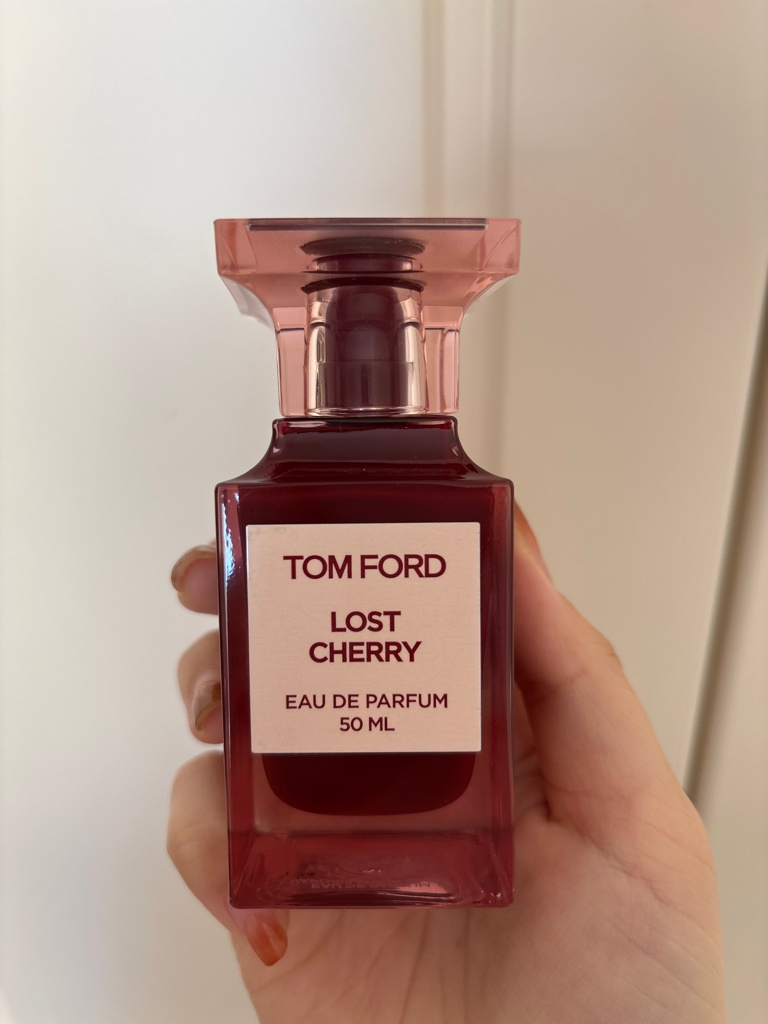 TOM FORD
LOST
CHERRY
EAU DE PARFUM
50 ML